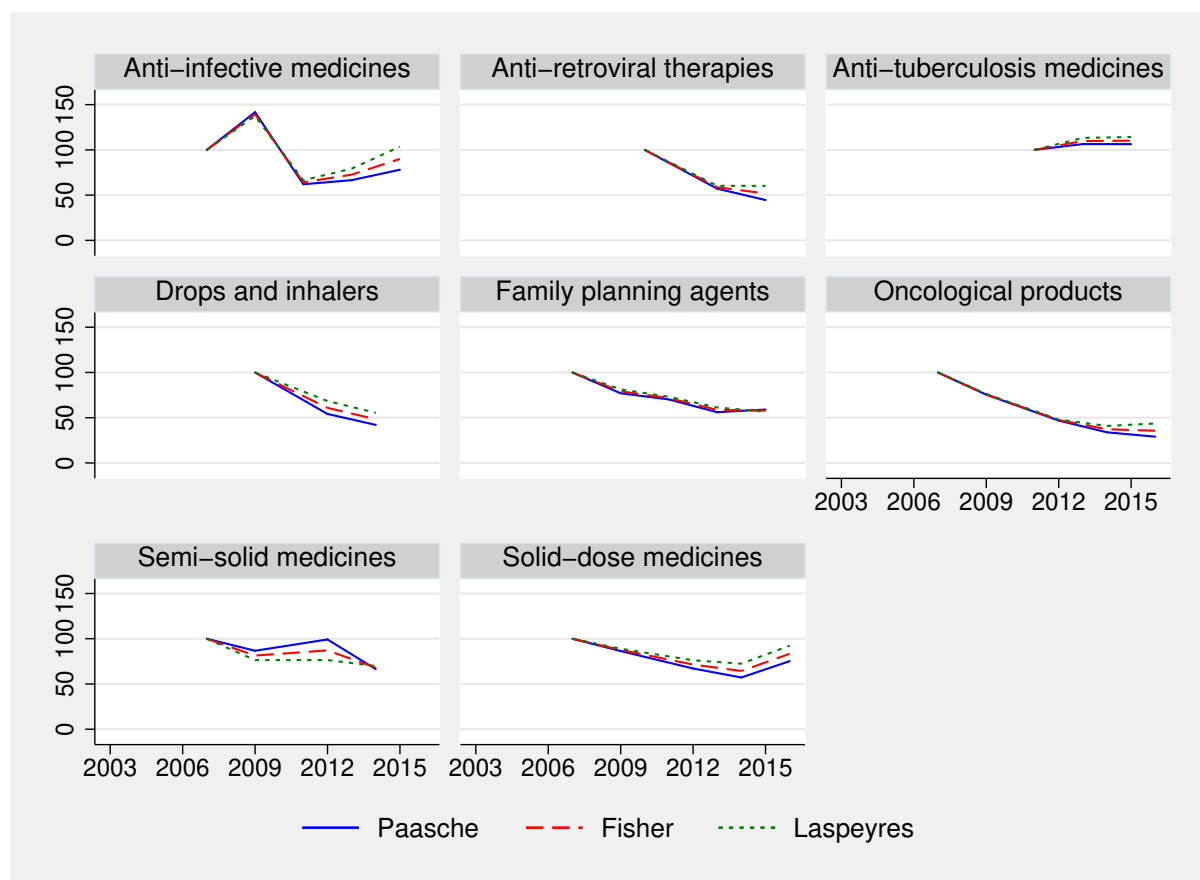 Anti−infective medicines
Anti−retroviral therapies
Anti−tuberculosis medicines
0 50 100 150
Drops and inhalers
Family planning agents
Oncological products
0 50 100 150
2003 2006 2009 2012 2015
Semi−solid medicines
Solid−dose medicines
0 50 100 150
2003 2006 2009 2012 2015
2003 2006 2009 2012 2015
Paasche Fisher Laspeyres